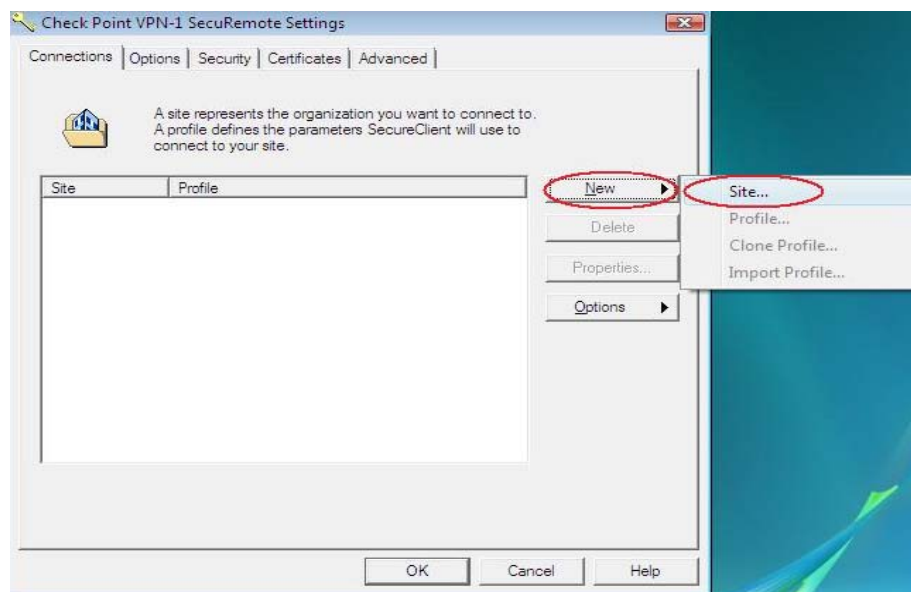 Check Point VPN-1 SecuRemote Settings
Connections Options Security Certificates Advanced
A site represents the organization you want to connect to.
A profile defines the parameters SecureClient will use to
connect to your site.
Site Profile
New
Delete
Properties...
Options
Site...
Profile...
Clone Profile...
Import Profile...
OK Cancel Help